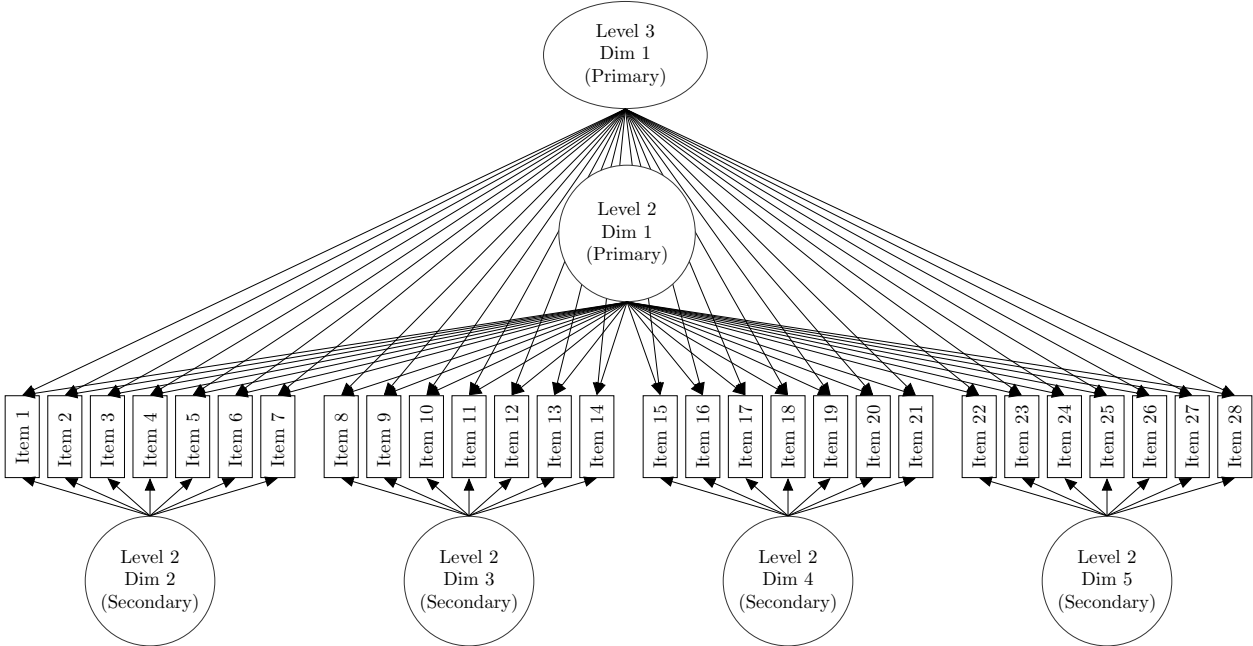 Level 3
Dim 1
(Primary)
Level 2
Dim 1
(Primary)
Item 1
Item 2
Item 3
Item 4
Item 5
Item 6
Item 7
Item 8
Item 9
Item 10
Item 11
Item 12
Item 13
Item 14
Item 15
Item 16
Item 17
Item 18
Item 19
Item 20
Item 21
Item 22
Item 23
Item 24
Item 25
Item 26
Item 27
Item 28
Level 2
Dim 2
(Secondary)
Level 2
Dim 3
(Secondary)
Level 2
Dim 4
(Secondary)
Level 2
Dim 5
(Secondary)